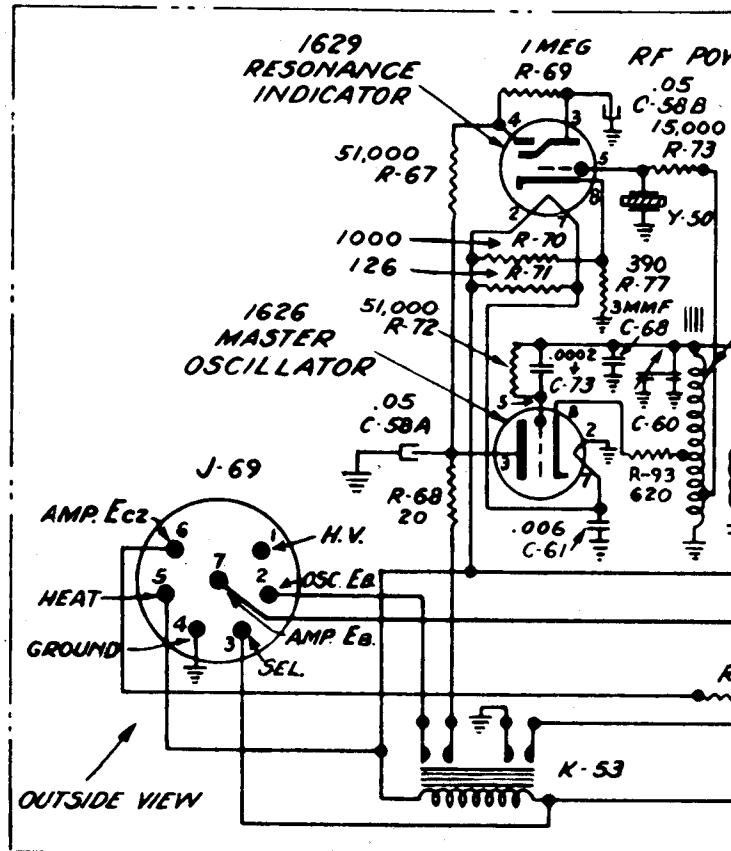 1629
RESONANCE
INDICATOR
1 MEG
R-69
RF POW
.05
C-58B
15,000
R-73
4
3
5
8
2
7
51,000
R-67
Y-50
1000
R-70
126
R-71
390
R-77
1626
MASTER
OSCILLATOR
51,000
R-72
3MMF
C-68
.0002
C-73
5
8
2
3
7
C-60
.05
C-58A
R-93
620
R-68
20
.006
C-61
J-69
AMP. EC2
6
1
H.V.
7
5
2
OSC. EB.
HEAT
4
3
AMP. EB.
GROUND
SEL.
R
K-53
OUTSIDE VIEW